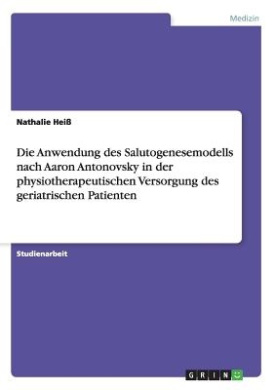 Medizin
Nathalie Heiß
Die Anwendung des Salutogenesemodells
nach Aaron Antonovsky in der
physiotherapeutischen Versorgung des
geriatrischen Patienten
Studienarbeit
GRIN